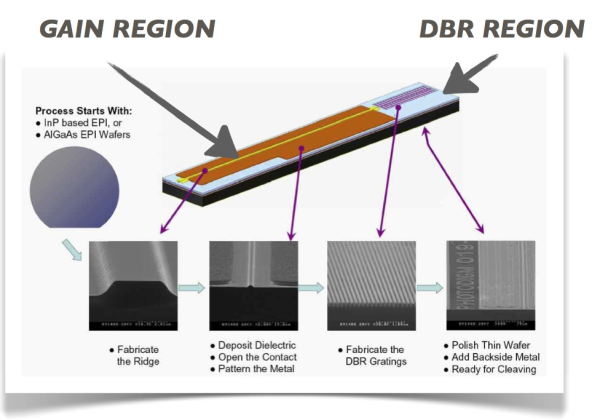 GAIN REGION
DBR REGION
Process Starts With:
● InP based EPI, or
● AlGaAs EPI Wafers
PHOTODIGM 019
● Fabricate
the Ridge
● Deposit Dielectric
● Open the Contact
● Pattern the Metal
● Fabricate the
DBR Gratings
● Polish Thin Wafer
● Add Backside Metal
● Ready for Cleaving